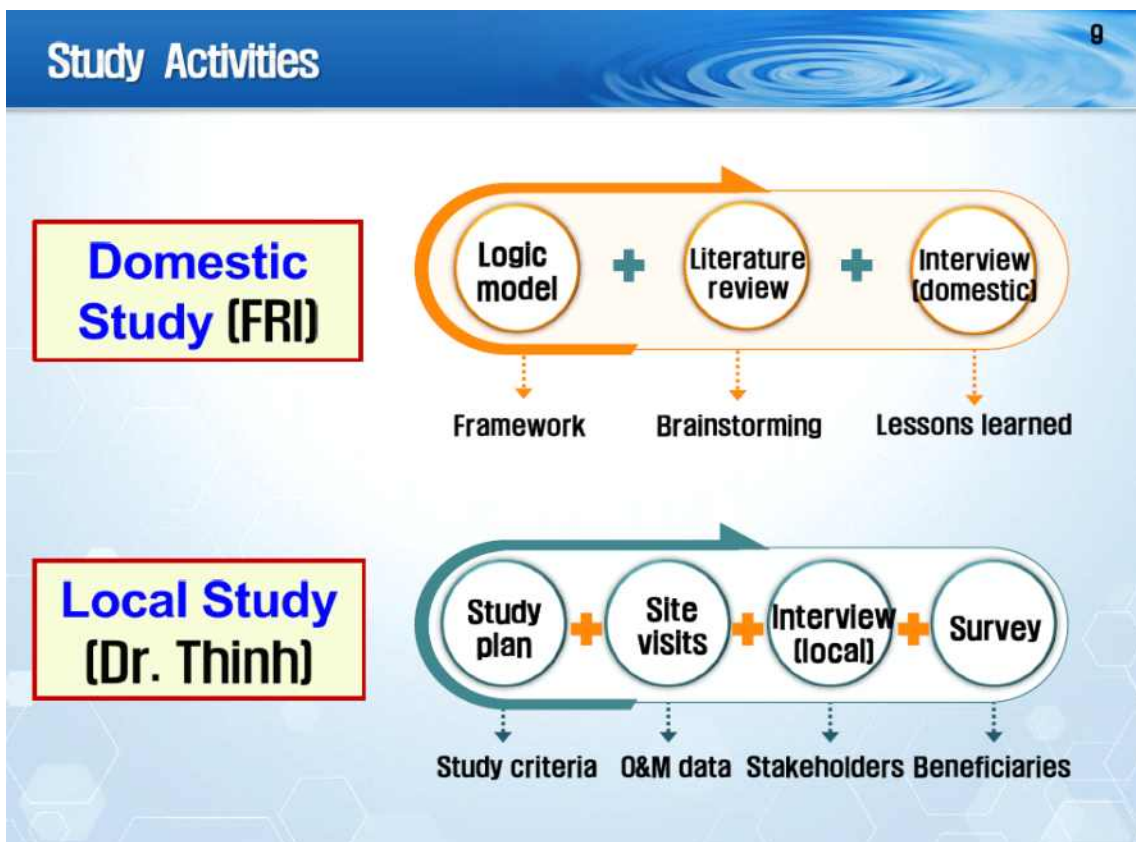 Study Activities
9
Domestic
Study (FRI)
Logic
model
Literature
review
Interview
(domestic)
Framework
Brainstorming
Lessons learned
Local Study
(Dr. Thinh)
Study
plan
Site
visits
Interview
(local)
Survey
Study criteria
O&M data
Stakeholders
Beneficiaries